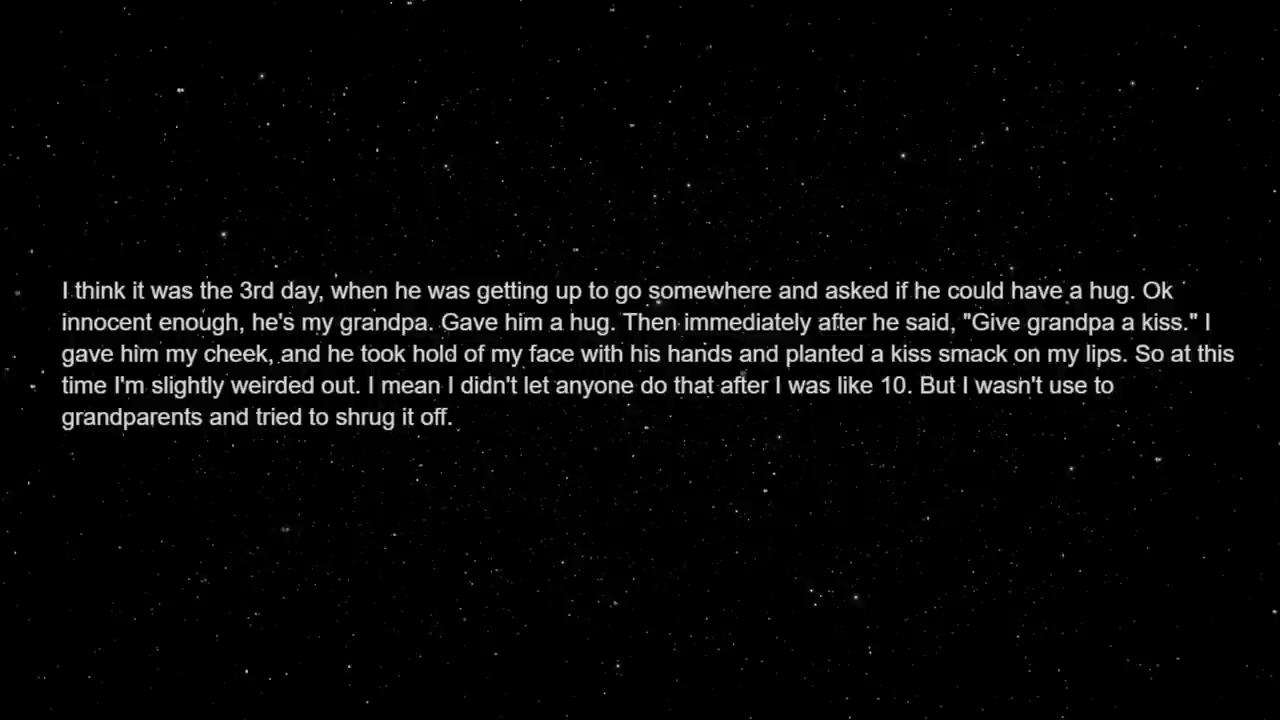 I think it was the 3rd day, when he was getting up to go somewhere and asked if he could have a hug. Ok
innocent enough, he's my grandpa. Gave him a hug. Then immediately after he said, "Give grandpa a kiss." I
gave him my cheek, and he took hold of my face with his hands and planted a kiss smack on my lips. So at this
time I'm slightly weirded out. I mean I didn't let anyone do that after I was like 10. But I wasn't use to
grandparents and tried to shrug it off.